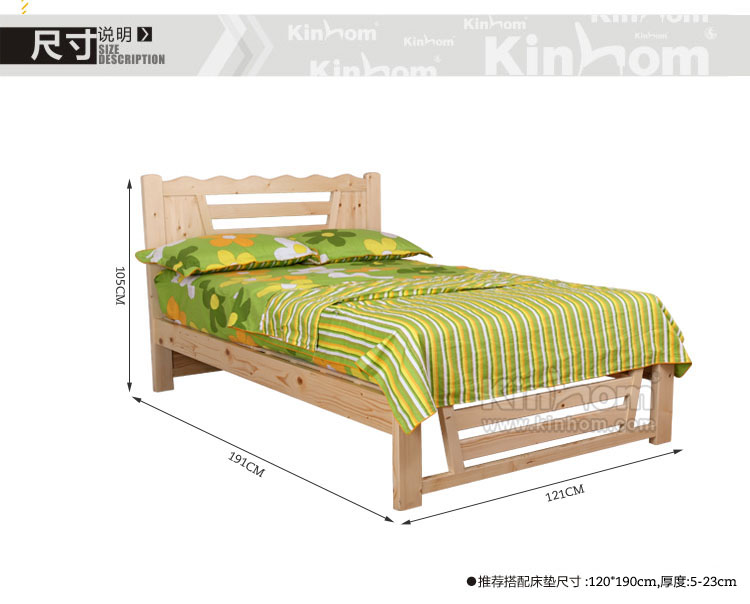 尺寸说明
SIZE
DESCRIPTION
Kinhom
Kinhom
Kinhom
Kinhom
Kinhom
Kinhom
105CM
191CM
121CM
Kinhom
www.kinhom.com
●推荐搭配床垫尺寸 :120*190cm,厚度:5-23cm